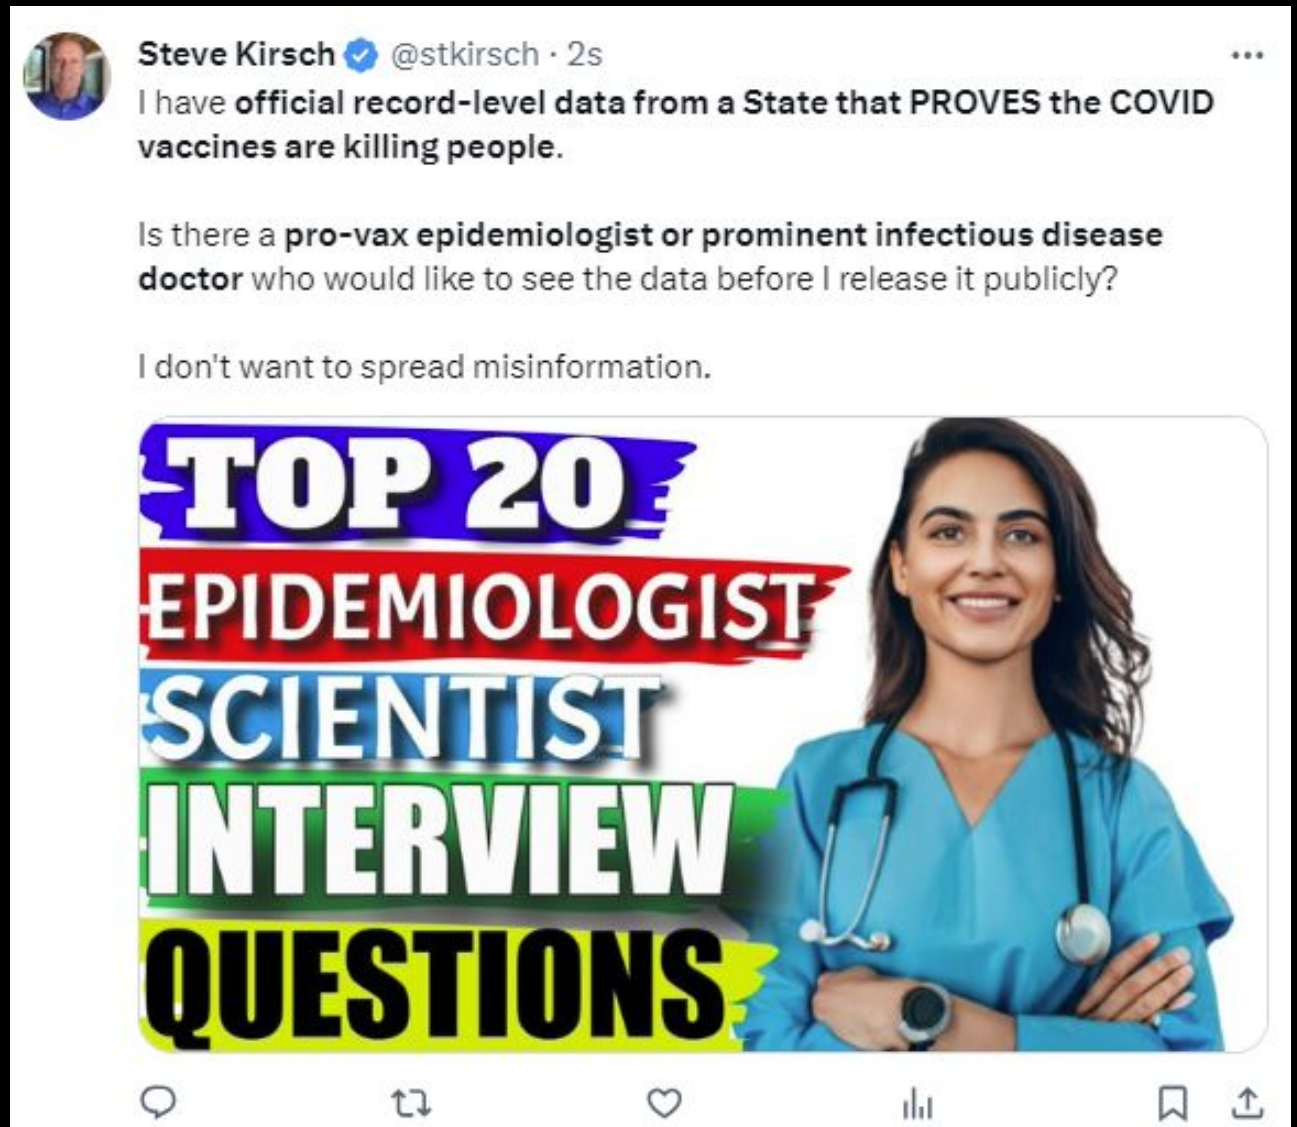 Steve Kirsch @stkirsch · 2s
I have official record-level data from a State that PROVES the COVID
vaccines are killing people.
Is there a pro-vax epidemiologist or prominent infectious disease
doctor who would like to see the data before I release it publicly?
I don't want to spread misinformation.
TOP 20
EPIDEMIOLOGIST
SCIENTIST
INTERVIEW
QUESTIONS